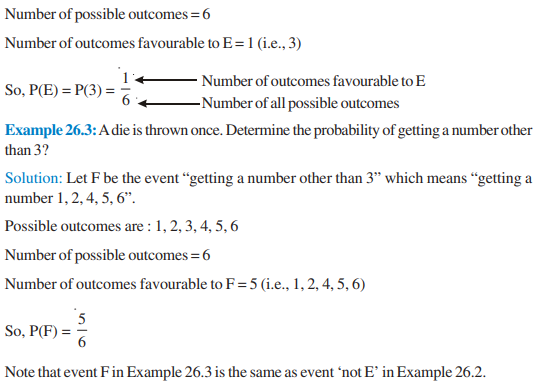 Number of possible outcomes = 6
Number of outcomes favourable to E = 1 (i.e., 3)
So, P(E) = P(3) = 1/6
Number of outcomes favourable to E
Number of all possible outcomes
Example 26.3: A die is thrown once. Determine the probability of getting a number other
than 3?
Solution: Let F be the event “getting a number other than 3” which means “getting a
number 1, 2, 4, 5, 6”.
Possible outcomes are : 1, 2, 3, 4, 5, 6
Number of possible outcomes = 6
Number of outcomes favourable to F = 5 (i.e., 1, 2, 4, 5, 6)
So, P(F) = 5/6
Note that event F in Example 26.3 is the same as event ‘not E’ in Example 26.2.